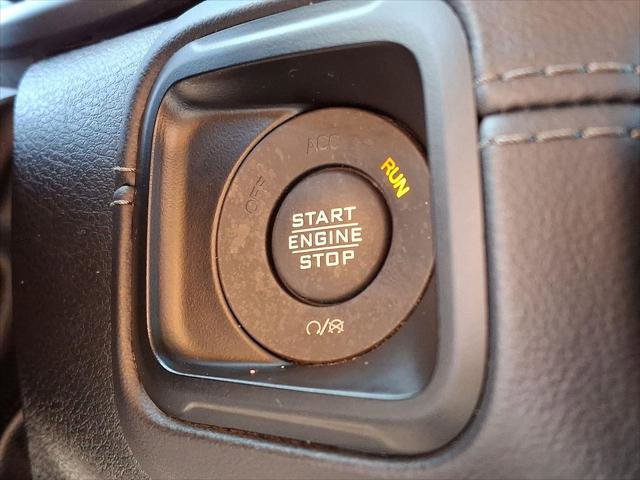 OFF
ACC
RUN
START
ENGINE
STOP